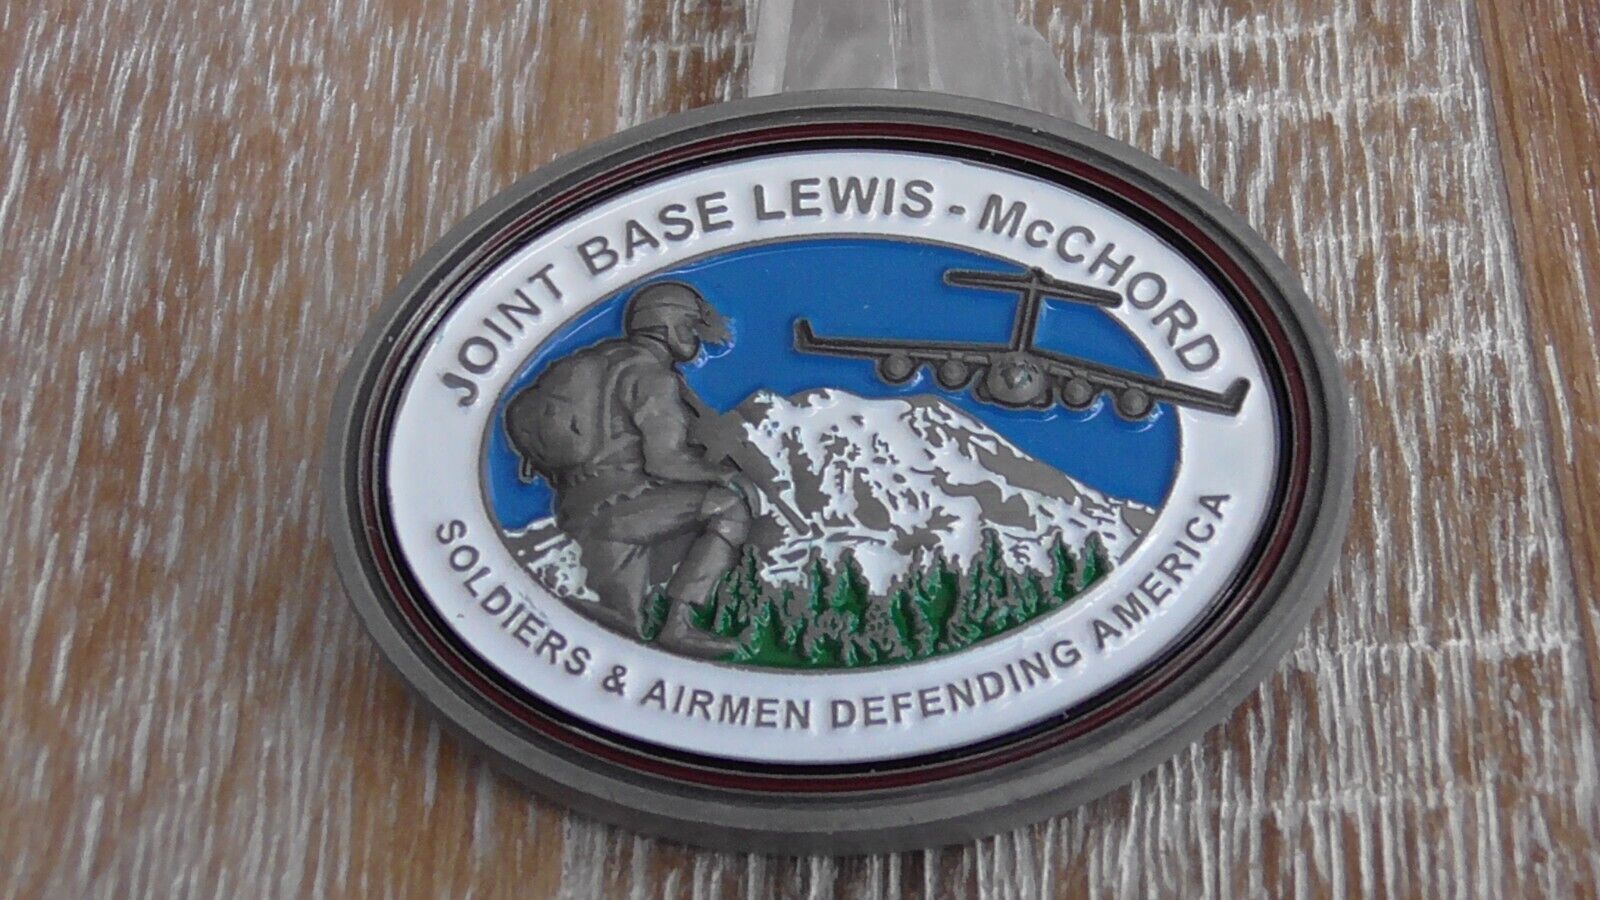 JOINT BASE LEWIS - McCHORD
SOLDIERS & AIRMEN DEFENDING AMERICA